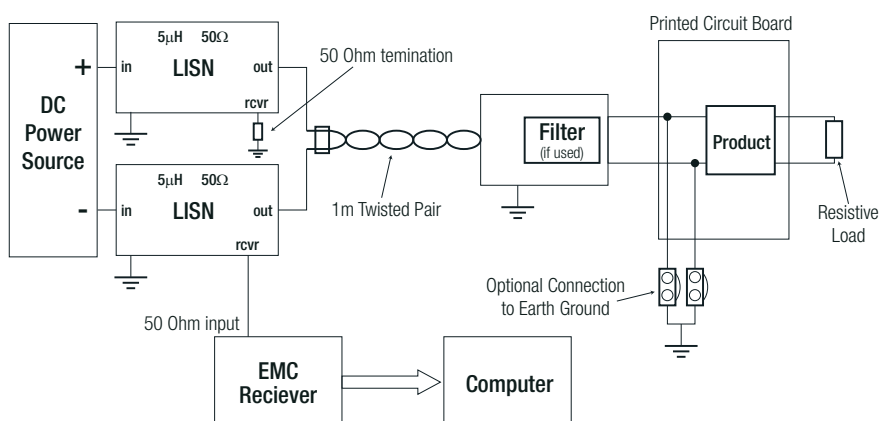 Printed Circuit Board
5μH 50Ω
LISN
in
out
rcvr
+
DC
Power
Source
-
50 Ohm temination
5μH 50Ω
LISN
in
out
rcvr
1m Twisted Pair
Filter
(if used)
Product
Resistive
Load
Optional Connection
to Earth Ground
50 Ohm input
EMC
Reciever
Computer